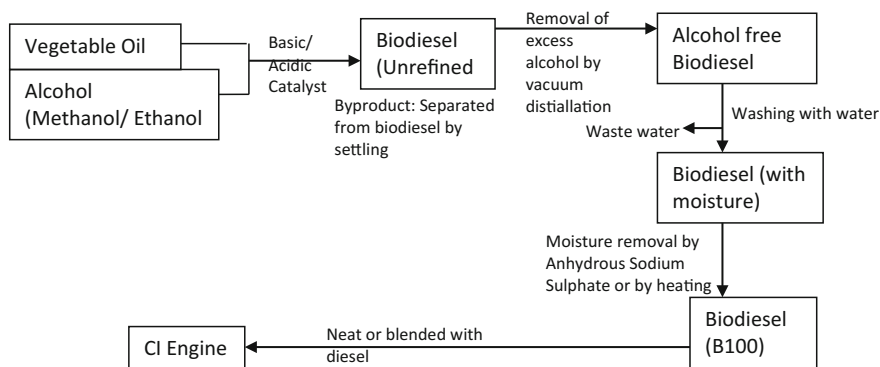 Vegetable Oil
Alcohol
(Methanol/ Ethanol
Basic/
Acidic
Catalyst
Biodiesel
(Unrefined
Byproduct: Separated
from biodiesel by
settling
Removal of
excess
alcohol by
vacuum
distiallation
Alcohol free
Biodiesel
Washing with water
Waste water
Biodiesel (with
moisture)
Moisture removal by
Anhydrous Sodium
Sulphate or by heating
Biodiesel
(B100)
Neat or blended with
diesel
CI Engine